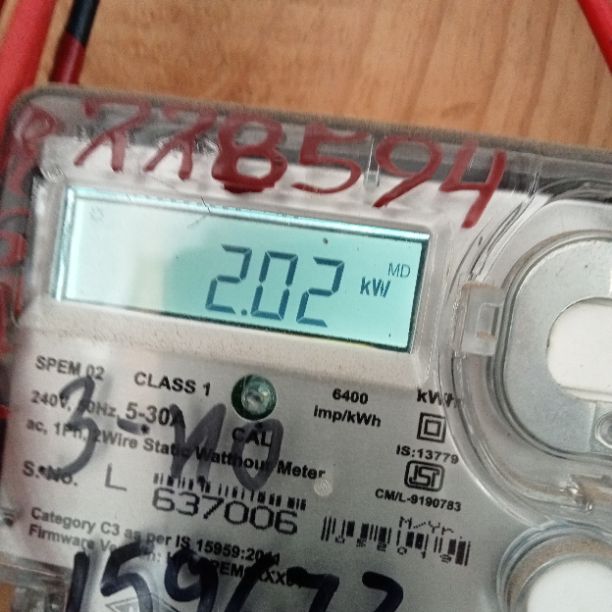 778594
2.02 kW MD
SPEM 02 CLASS 1 6400 imp/kWh kWh
240V, 50Hz, 5-30A CAL
ac, 1Ph, 2Wire Static Watthour Meter
IS:13779
S.No. L 637006
CM/L-9190783
Category C3 as per IS 15959:2011
Firmware
M-Yr.